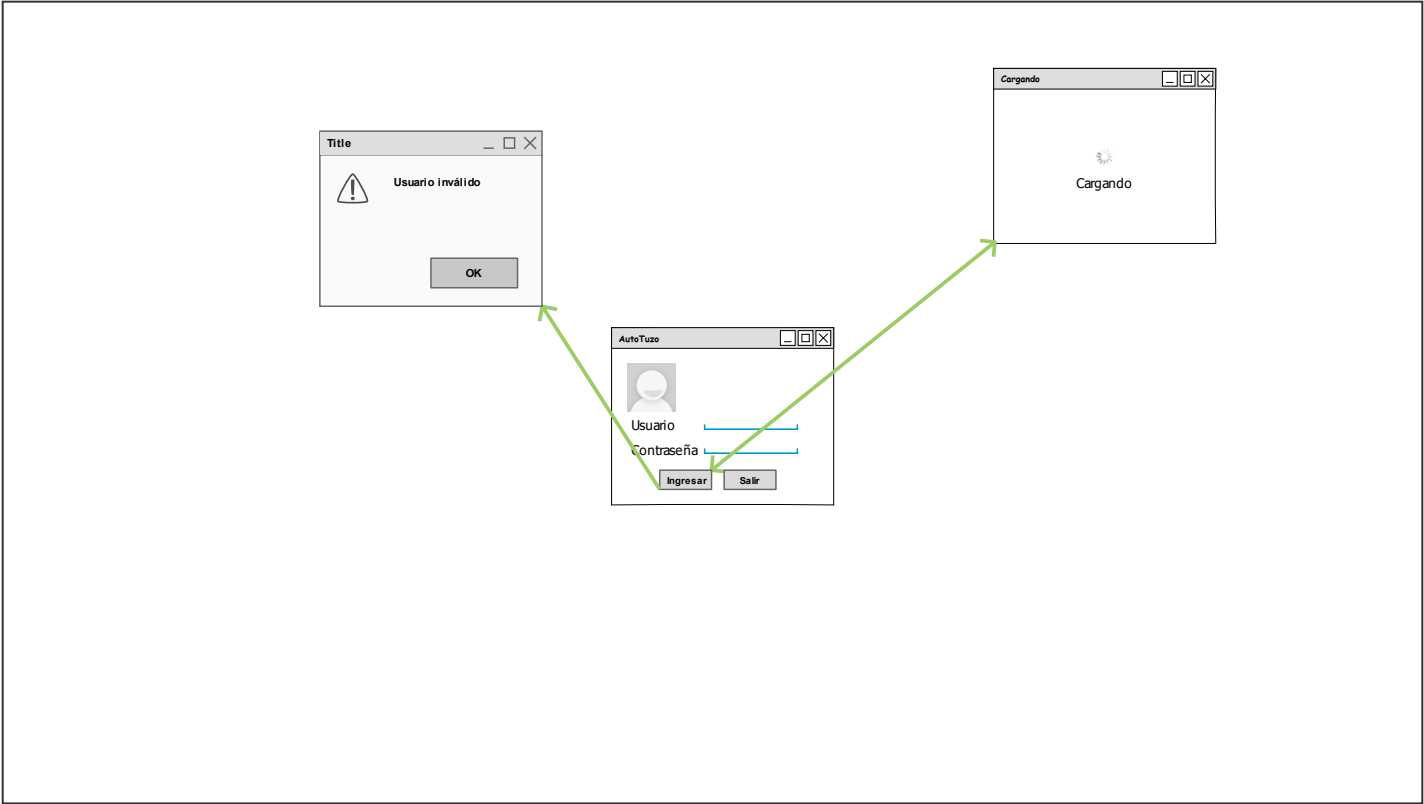 Cargando
Cargando
Title
Usuario inválido
OK
AutoTuzo
Usuario
Contraseña
Ingresar
Salir